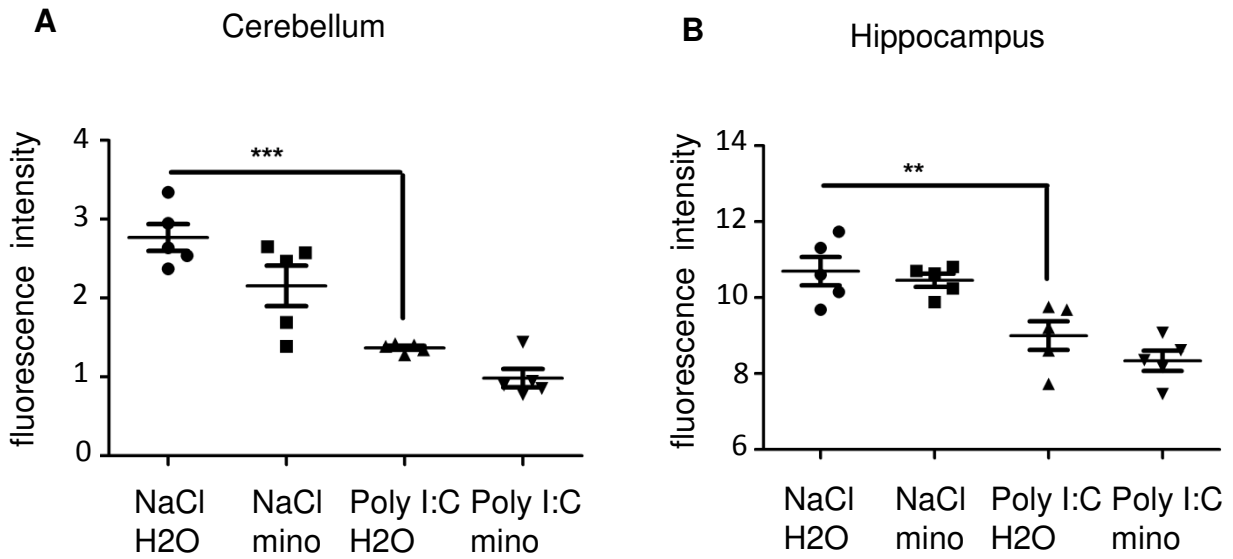 A
Cerebellum
fluorescence intensity
4
3
2
1
0
***
NaCl H2O
NaCl mino
Poly I:C H2O
Poly I:C mino
B
Hippocampus
fluorescence intensity
14
12
10
8
6
**
NaCl H2O
NaCl mino
Poly I:C H2O
Poly I:C mino